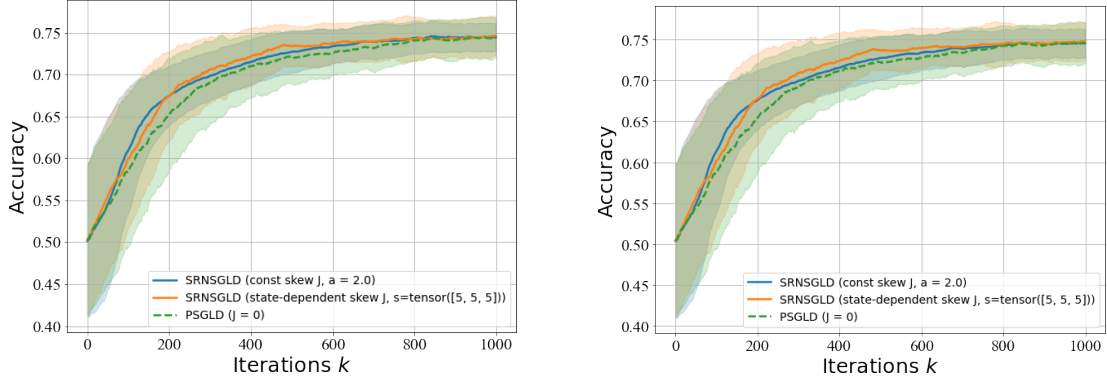 0.75
0.70
0.65
0.60
0.55
0.50
0.45
0.40
Accuracy
SRNSGLD (const skew J, a = 2.0)
SRNSGLD (state-dependent skew J, s=tensor([5, 5, 5]))
PSGLD (J = 0)
0 200 400 600 800 1000
Iterations k
0.75
0.70
0.65
0.60
0.55
0.50
0.45
0.40
Accuracy
SRNSGLD (const skew J, a = 2.0)
SRNSGLD (state-dependent skew J, s=tensor([5, 5, 5]))
PSGLD (J = 0)
0 200 400 600 800 1000
Iterations k